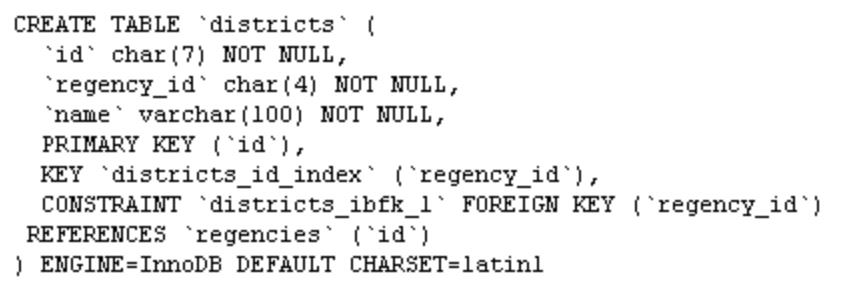 CREATE TABLE `districts` (
`id` char(7) NOT NULL,
`regency_id` char(4) NOT NULL,
`name` varchar(100) NOT NULL,
PRIMARY KEY (`id`),
KEY `districts_id_index` (`regency_id`),
CONSTRAINT `districts_ibfk_1` FOREIGN KEY (`regency_id`)
REFERENCES `regencies` (`id`)
) ENGINE=InnoDB DEFAULT CHARSET=latin1